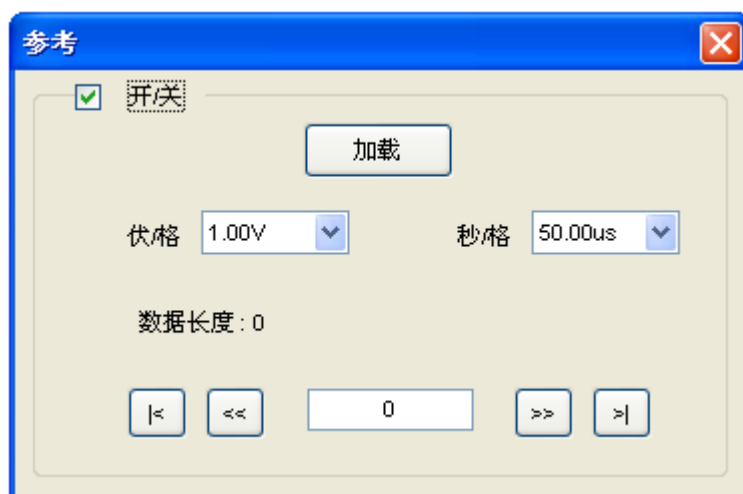 参考
开/关
加载
伏/格 1.00V 秒/格 50.00us
数据长度 : 0
|< << 0 >> >|